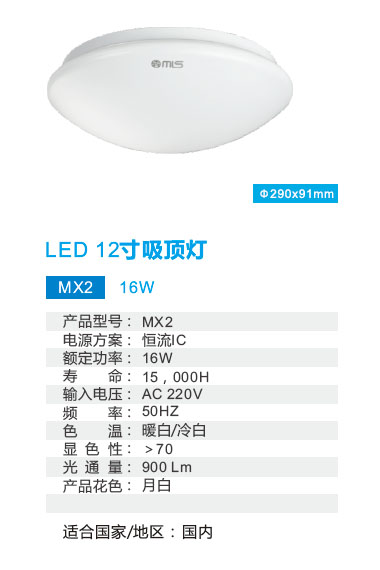 MLS
Φ290x91mm
LED 12寸吸顶灯
MX2 16W
产品型号：MX2
电源方案：恒流IC
额定功率：16W
寿 命：15，000H
输入电压：AC 220V
频 率：50HZ
色 温：暖白/冷白
显 色 性：＞70
光 通 量：900 Lm
产品花色：月白
适合国家/地区：国内